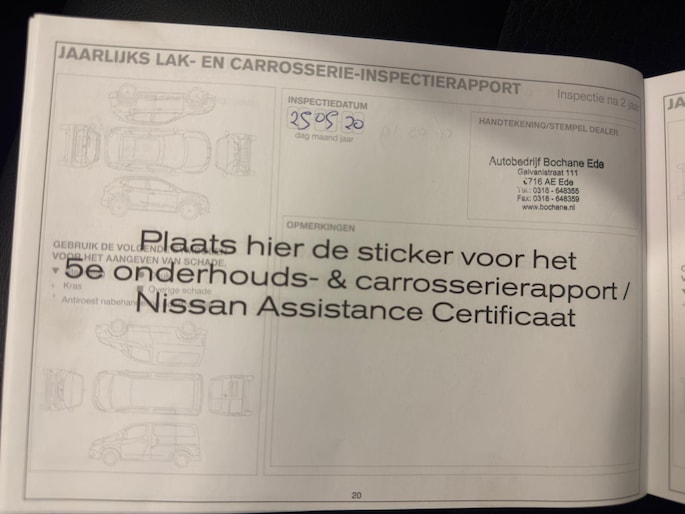 JAARLIJKS LAK- EN CARROSSERIE-INSPECTIERAPPORT
Inspectie na 2 jaar
INSPECTIEDATUM
25 05 20
dag maand jaar
HANDTEKENING/STEMPEL DEALER
Autobedrijf Bochane Ede
Galvanistraat 111
6716 AE Ede
Tel.: 0318 - 648355
Fax: 0318 - 648359
www.bochane.nl
OPMERKINGEN
Plaats hier de sticker voor het
5e onderhouds- & carrosserierapport /
Nissan Assistance Certificaat
GEBRUIK DE VOLGENDE
VOOR HET AANGEVEN VAN SCHADE.
Kras
Overige schade
Antiroest nabehan
20
JA